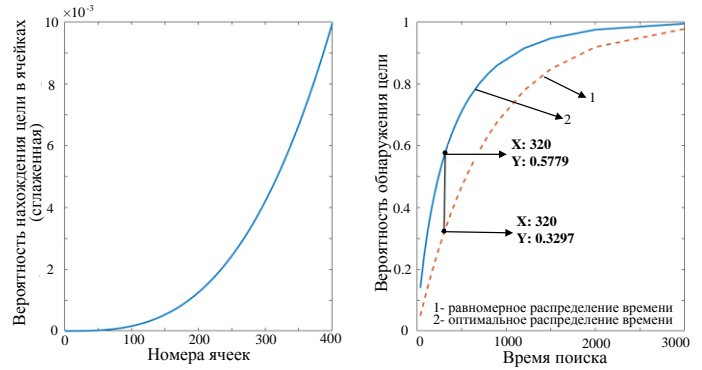 ×10⁻³
10
8
6
4
2
0
0
100
200
300
400
Номера ячеек
Вероятность нахождения цели в ячейках
(сглаженная)
1
0.8
0.6
0.4
0.2
0
0
1000
2000
3000
Время поиска
Вероятность обнаружения цели
1
2
X: 320
Y: 0.5779
X: 320
Y: 0.3297
1- равномерное распределение времени
2- оптимальное распределение времени